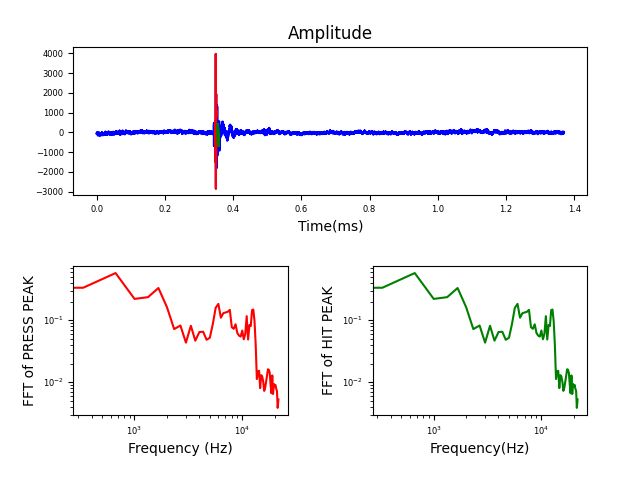 Amplitude
4000
3000
2000
1000
0
−1000
−2000
−3000
0.0 0.2 0.4 0.6 0.8 1.0 1.2 1.4
Time(ms)
FFT of PRESS PEAK
10⁻¹
10⁻²
10³ 10⁴
Frequency (Hz)
FFT of HIT PEAK
10⁻¹
10⁻²
10³ 10⁴
Frequency(Hz)